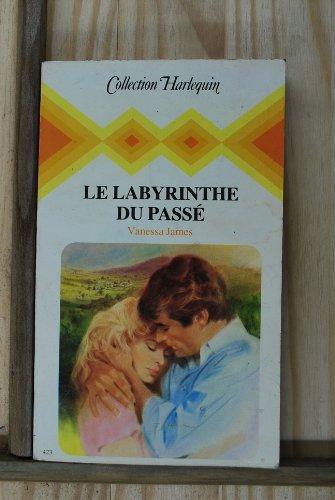 Collection Harlequin
LE LABYRINTHE
DU PASSÉ
Vanessa James
423